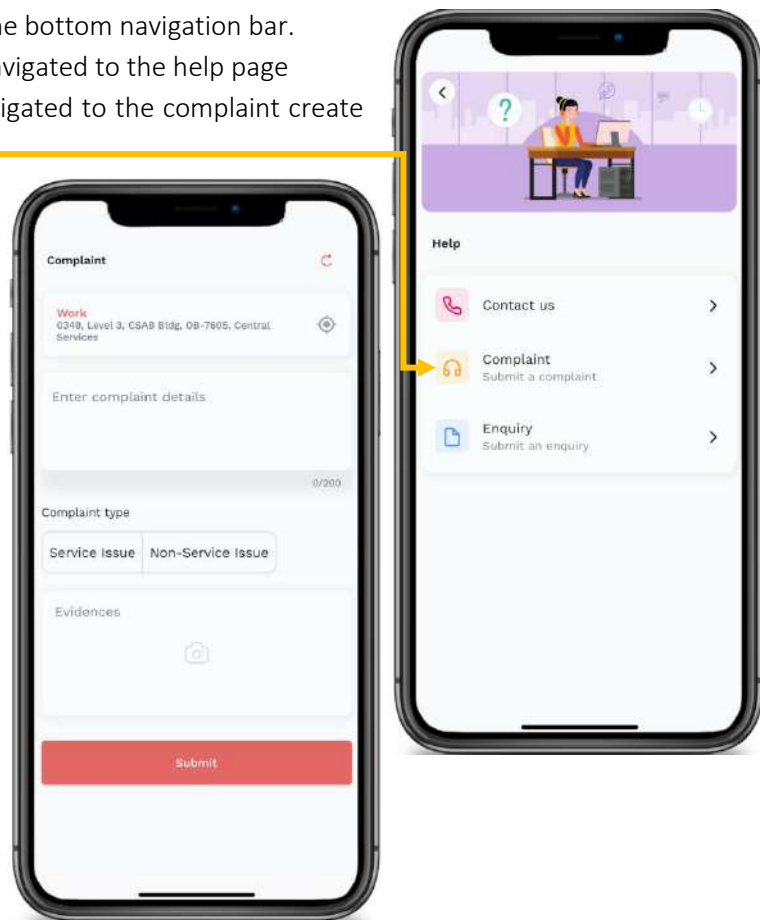 he bottom navigation bar.
avigated to the help page
igated to the complaint create
Help
Contact us
Complaint
Submit a complaint
Enquiry
Submit an enquiry
Complaint
Work
0349, Level 3, CSAB Bldg, OB-7605, Central
Services
Enter complaint details
0/200
Complaint type
Service Issue Non-Service Issue
Evidences
Submit